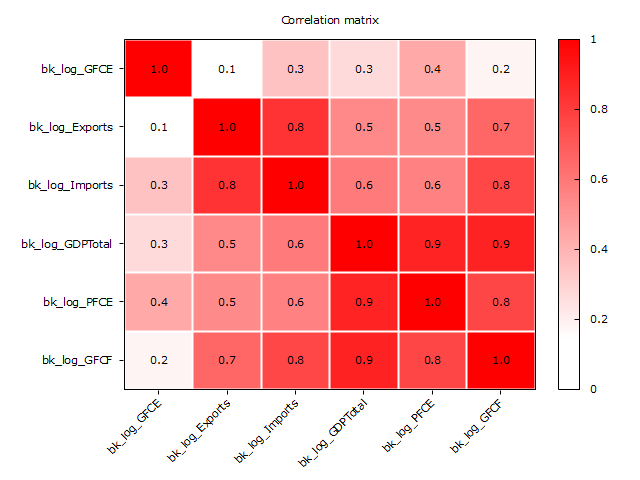 Correlation matrix
bk_log_GFCE 1.0 0.1 0.3 0.3 0.4 0.2
bk_log_Exports 0.1 1.0 0.8 0.5 0.5 0.7
bk_log_Imports 0.3 0.8 1.0 0.6 0.6 0.8
bk_log_GDPTotal 0.3 0.5 0.6 1.0 0.9 0.9
bk_log_PFCE 0.4 0.5 0.6 0.9 1.0 0.8
bk_log_GFCF 0.2 0.7 0.8 0.9 0.8 1.0
bk_log_GFCE
bk_log_Exports
bk_log_Imports
bk_log_GDPTotal
bk_log_PFCE
bk_log_GFCF
1
0.8
0.6
0.4
0.2
0